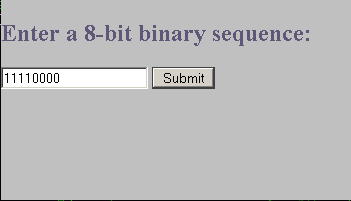 Enter a 8-bit binary sequence:
11110000 Submit